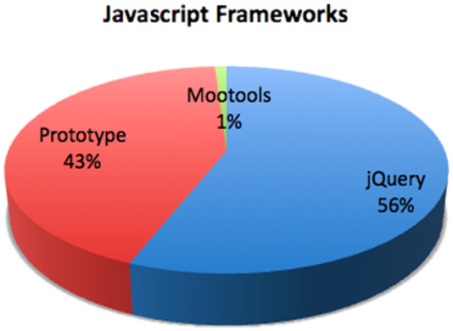 Javascript Frameworks
Mootools
1%
Prototype
43%
jQuery
56%